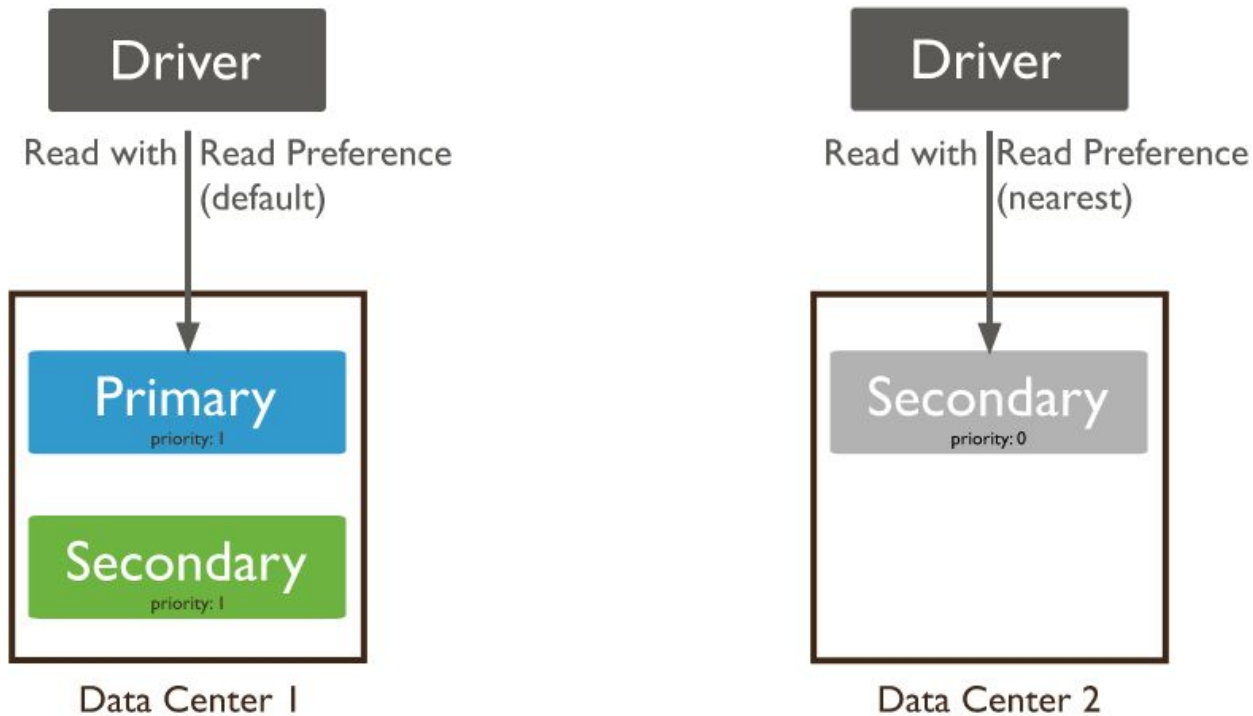 Driver
Read with Read Preference
(default)
Primary
priority: 1
Secondary
priority: 1
Data Center 1
Driver
Read with Read Preference
(nearest)
Secondary
priority: 0
Data Center 2